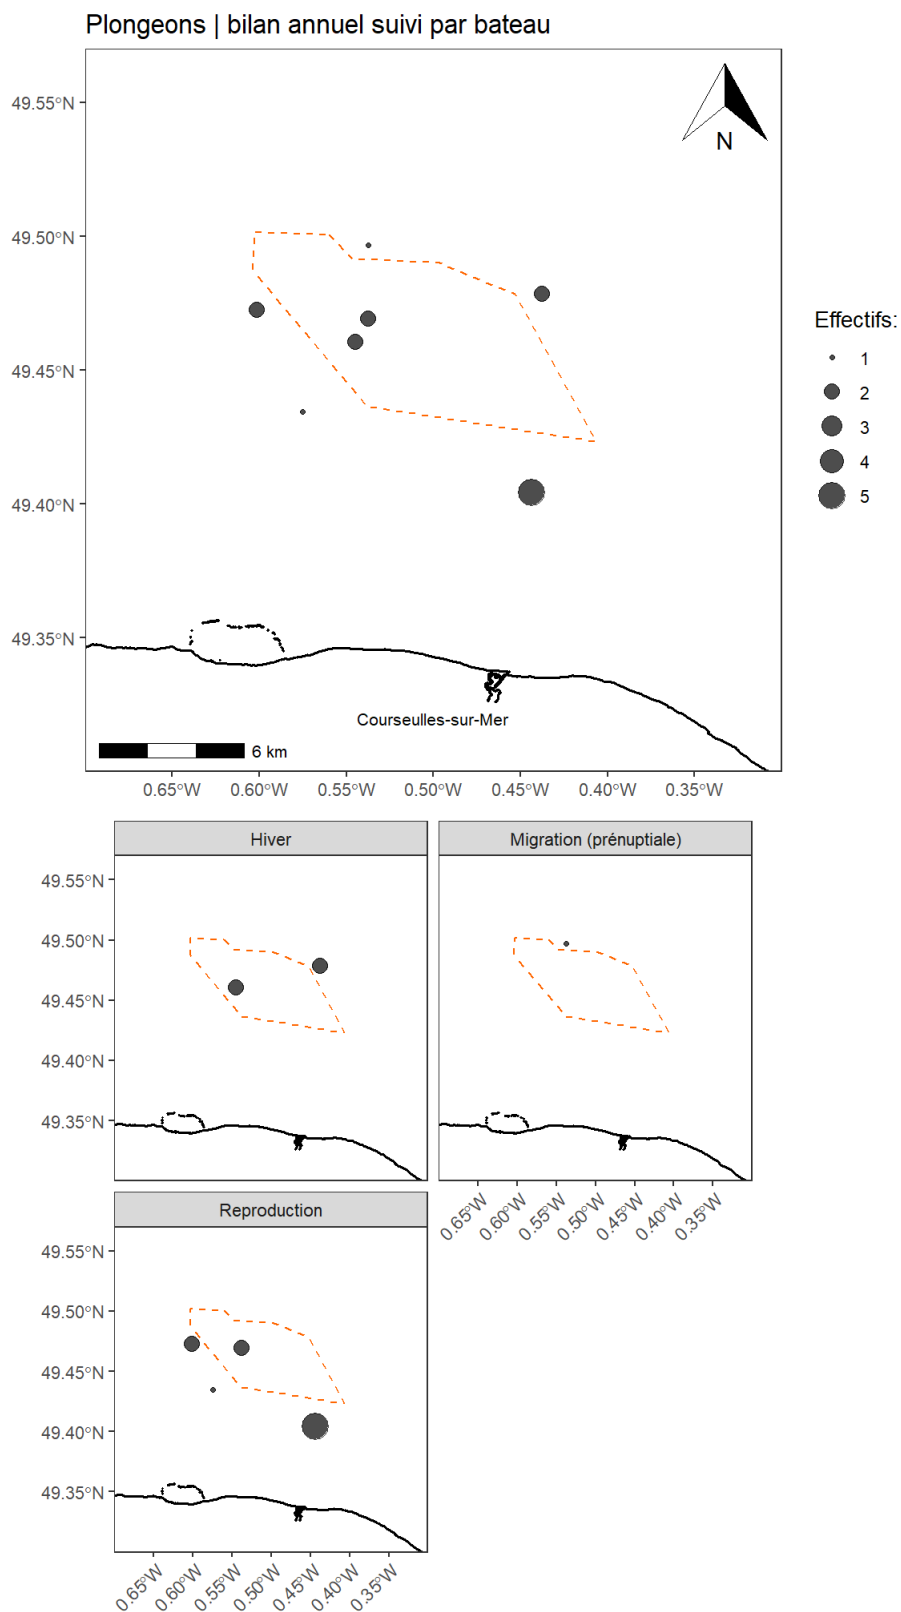 Plongeons | bilan annuel suivi par bateau
49.55°N
49.50°N
49.45°N
49.40°N
49.35°N
N
Courseulles-sur-Mer
6 km
0.65°W 0.60°W 0.55°W 0.50°W 0.45°W 0.40°W 0.35°W
Effectifs:
1
2
3
4
5
Hiver
49.55°N
49.50°N
49.45°N
49.40°N
49.35°N
Migration (prénuptiale)
0.65°W 0.60°W 0.55°W 0.50°W 0.45°W 0.40°W 0.35°W
Reproduction
49.55°N
49.50°N
49.45°N
49.40°N
49.35°N
0.65°W 0.60°W 0.55°W 0.50°W 0.45°W 0.40°W 0.35°W